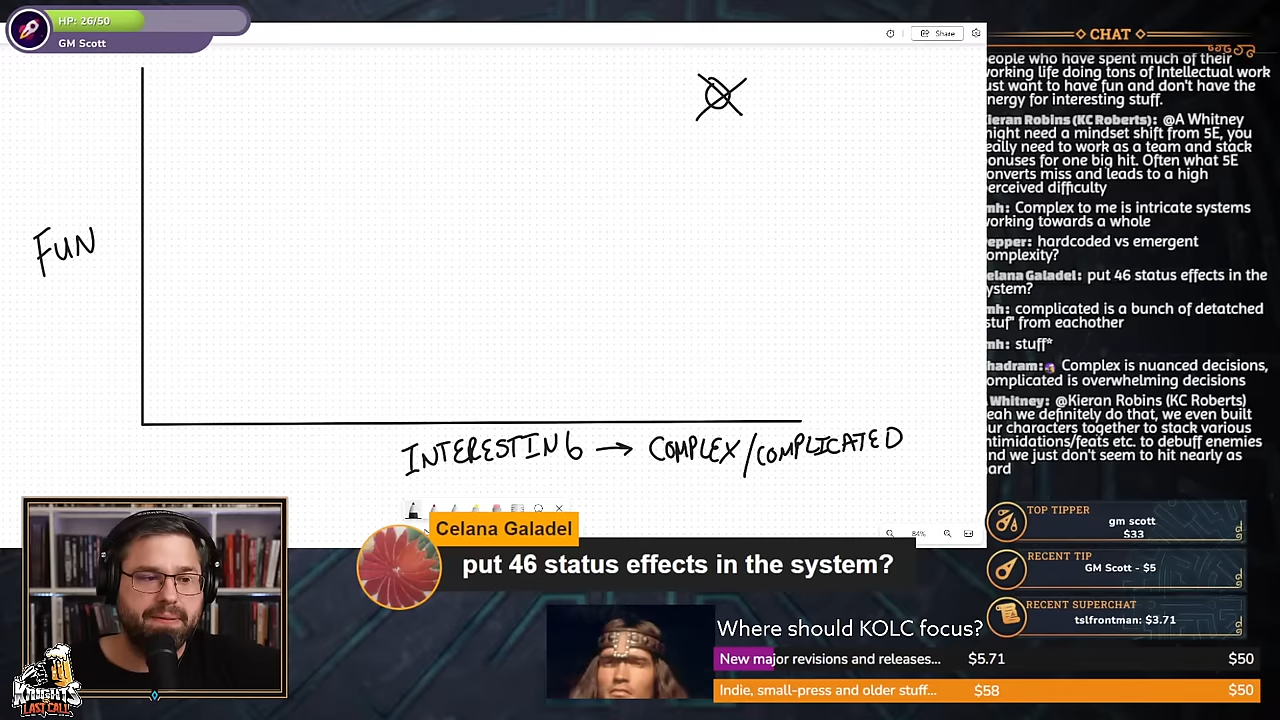 HP: 26/50
GM Scott
Share
FUN
INTERESTING → COMPLEX/COMPLICATED
84%
CHAT
eople who have spent much of their
working life doing tons of Intellectual work
ust want to have fun and don't have the
nergy for interesting stuff.
Kieran Robins (KC Roberts): @A Whitney
might need a mindset shift from 5E, you
eally need to work as a team and stack
onuses for one big hit. Often what 5E
onverts miss and leads to a high
perceived difficulty
mh: Complex to me is intricate systems
working towards a whole
epper: hardcoded vs emergent
omplexity?
elana Galadel: put 46 status effects in the
ystem?
mh: complicated is a bunch of detatched
stuf" from eachother
mh: stuff*
hadram: Complex is nuanced decisions,
omplicated is overwhelming decisions
Whitney: @Kieran Robins (KC Roberts)
eah we definitely do that, we even built
ur characters together to stack various
ntimidations/feats etc. to debuff enemies
nd we just don't seem to hit nearly as
ard
Celana Galadel
put 46 status effects in the system?
TOP TIPPER
gm scott
$33
RECENT TIP
GM Scott - $5
RECENT SUPERCHAT
tslfrontman: $3.71
Where should KOLC focus?
New major revisions and releases... $5.71 $50
Indie, small-press and older stuff... $58 $50
KNIGHTS
LAST CALL